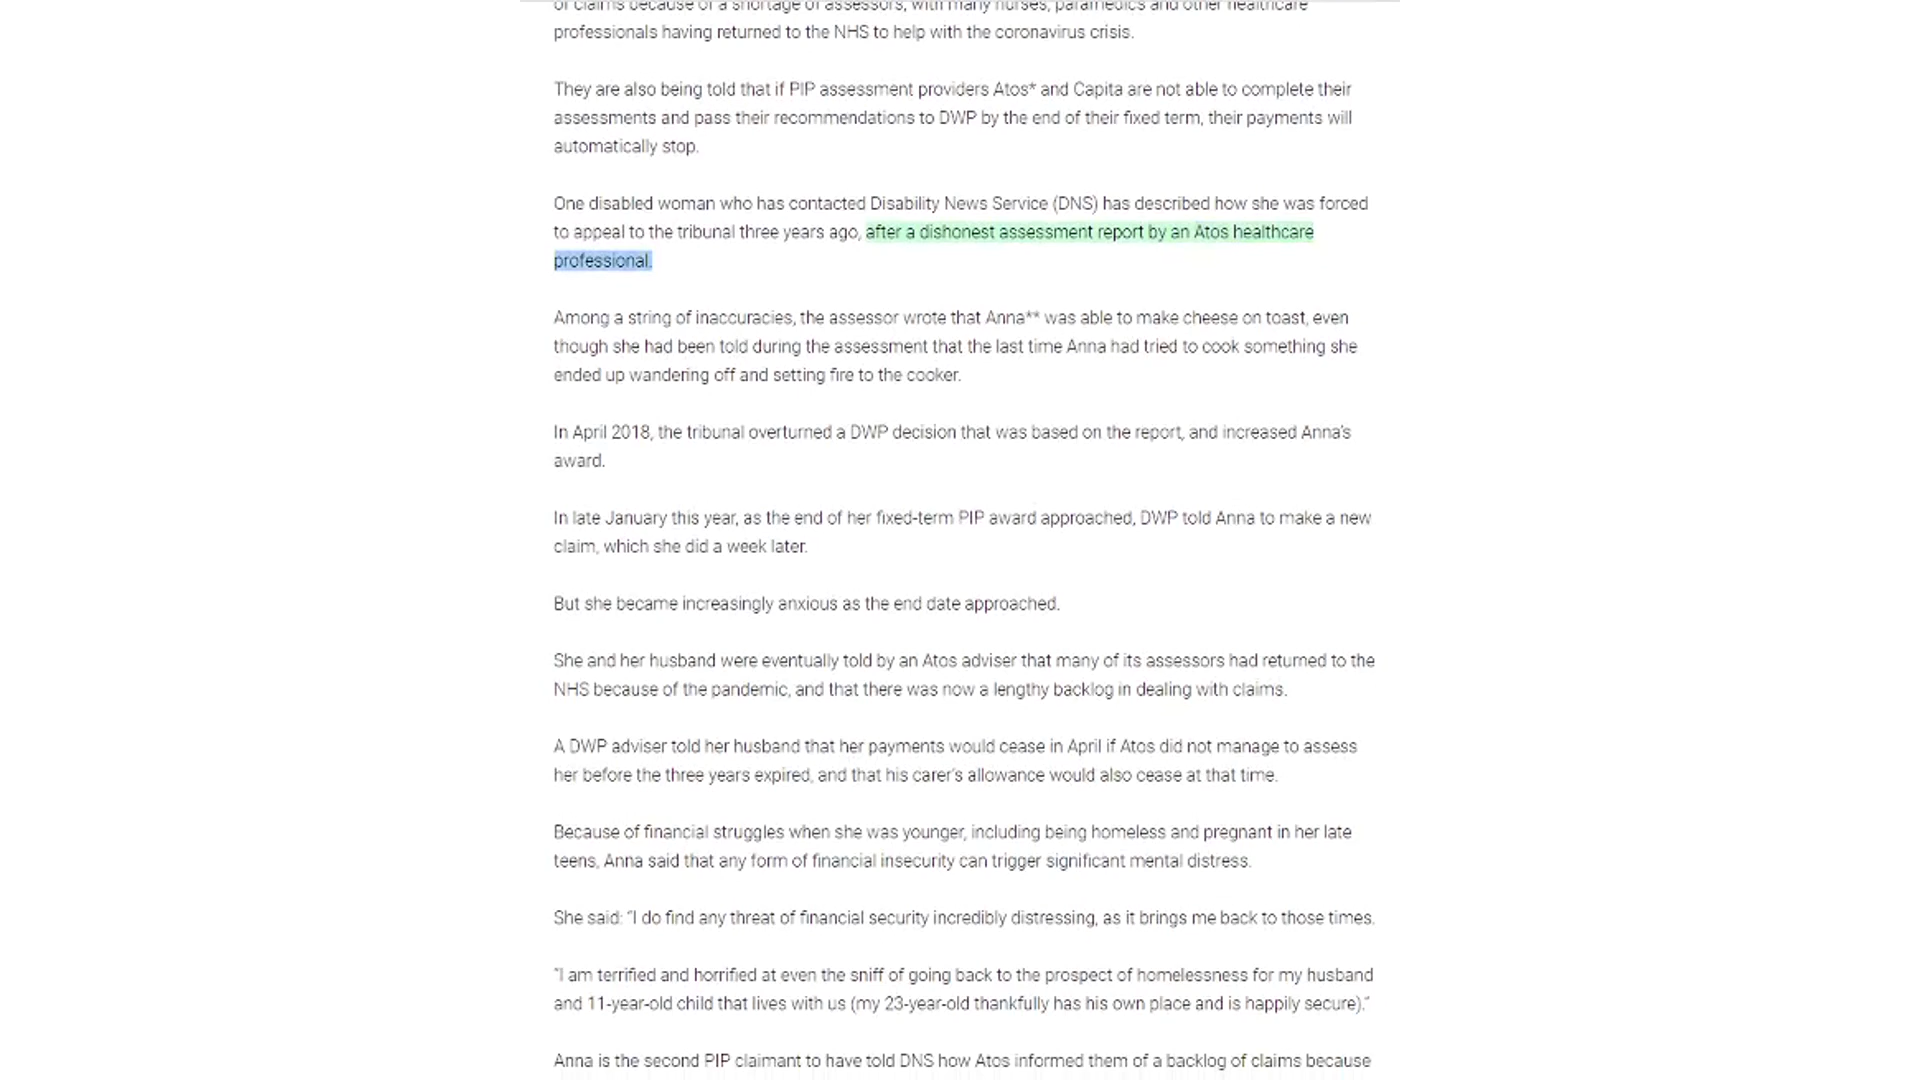 of claims because of a shortage of assessors, with many nurses, paramedics and other healthcare
professionals having returned to the NHS to help with the coronavirus crisis.
They are also being told that if PIP assessment providers Atos* and Capita are not able to complete their
assessments and pass their recommendations to DWP by the end of their fixed term, their payments will
automatically stop.
One disabled woman who has contacted Disability News Service (DNS) has described how she was forced
to appeal to the tribunal three years ago, after a dishonest assessment report by an Atos healthcare
professional.
Among a string of inaccuracies, the assessor wrote that Anna** was able to make cheese on toast, even
though she had been told during the assessment that the last time Anna had tried to cook something she
ended up wandering off and setting fire to the cooker.
In April 2018, the tribunal overturned a DWP decision that was based on the report, and increased Anna's
award.
In late January this year, as the end of her fixed-term PIP award approached, DWP told Anna to make a new
claim, which she did a week later.
But she became increasingly anxious as the end date approached.
She and her husband were eventually told by an Atos adviser that many of its assessors had returned to the
NHS because of the pandemic, and that there was now a lengthy backlog in dealing with claims.
A DWP adviser told her husband that her payments would cease in April if Atos did not manage to assess
her before the three years expired, and that his carer's allowance would also cease at that time.
Because of financial struggles when she was younger, including being homeless and pregnant in her late
teens, Anna said that any form of financial insecurity can trigger significant mental distress.
She said: "I do find any threat of financial security incredibly distressing, as it brings me back to those times.
"I am terrified and horrified at even the sniff of going back to the prospect of homelessness for my husband
and 11-year-old child that lives with us (my 23-year-old thankfully has his own place and is happily secure)."
Anna is the second PIP claimant to have told DNS how Atos informed them of a backlog of claims because